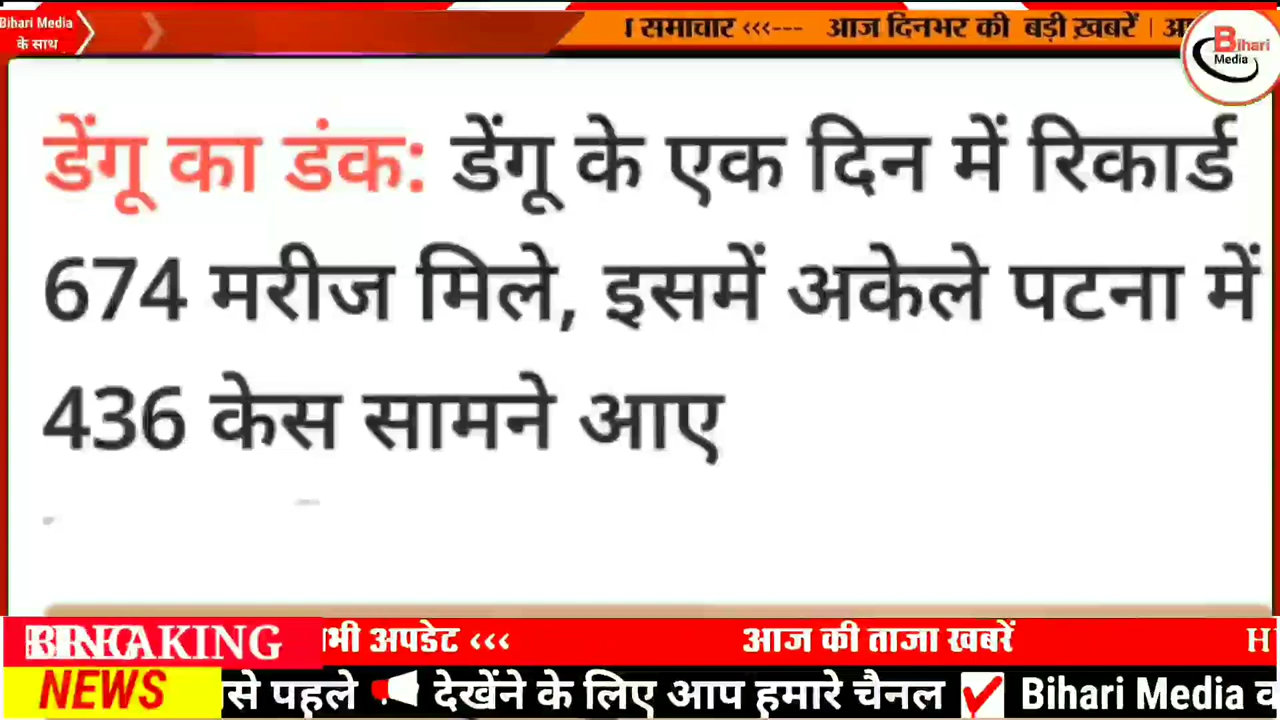 Bihari Media
के साथ
समाचार <<<--- आज दिनभर की बड़ी ख़बरें |
Bihari
Media
डेंगू का डंक: डेंगू के एक दिन में रिकार्ड
674 मरीज मिले, इसमें अकेले पटना में
436 केस सामने आए
BREAKING
NEWS
अपडेट <<< आज की ताजा खबरें
से पहले देखेंने के लिए आप हमारे चैनल Bihari Media